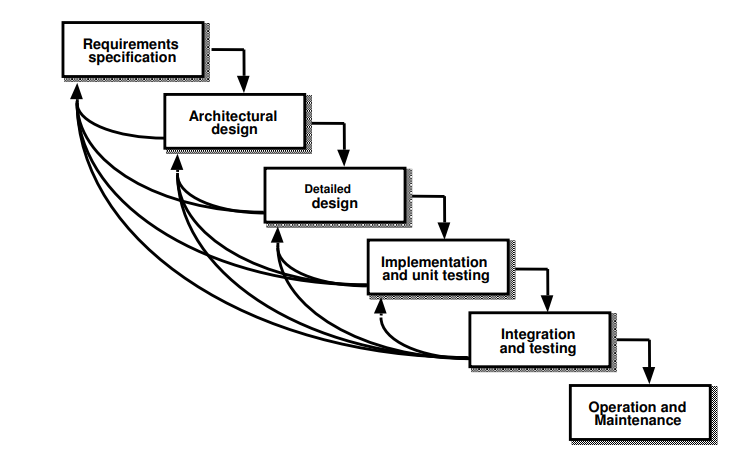 Requirements
specification
Architectural
design
Detailed
design
Implementation
and unit testing
Integration
and testing
Operation and
Maintenance